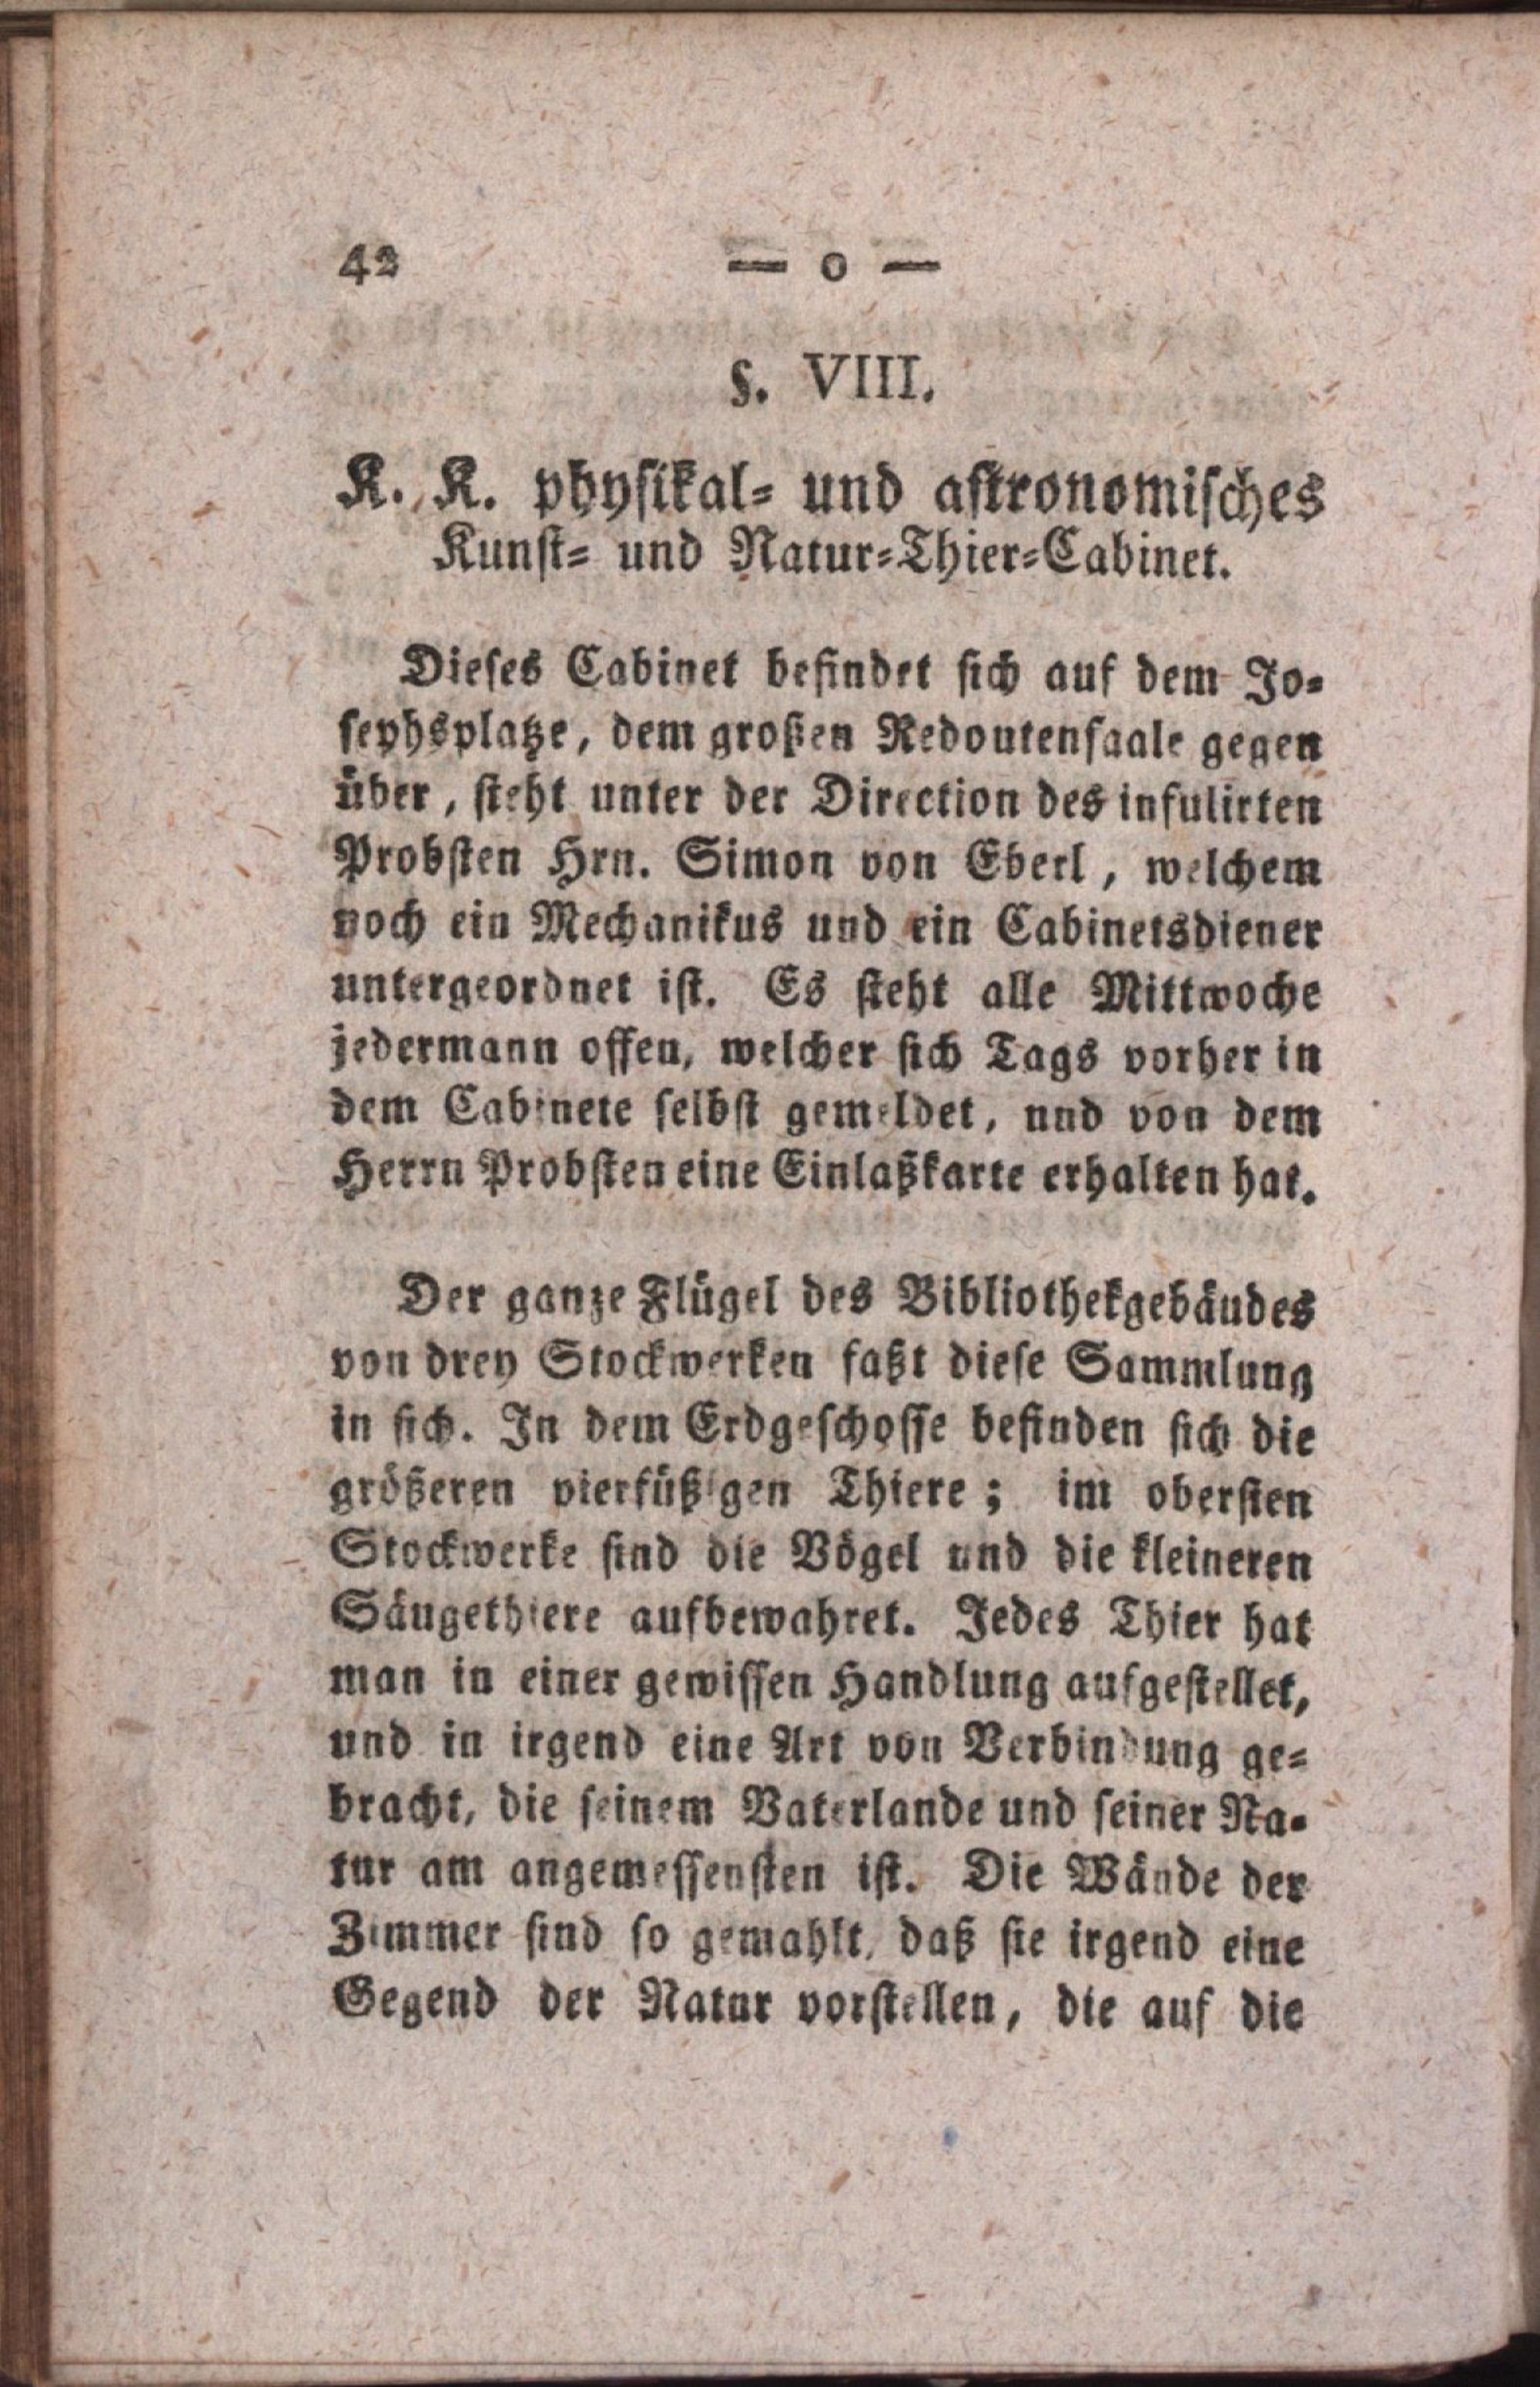 42 — o —
§. VIII.
K. K. physikal- und astronomisches
Kunst- und Natur-Thier-Cabinet.
Dieses Cabinet befindet sich auf dem Jo-
sephsplatze, dem großen Redoutensaale gegen
über, steht unter der Direction des infulirten
Probsten Hrn. Simon von Eberl, welchem
noch ein Mechanikus und ein Cabinetsdiener
untergeordnet ist. Es steht alle Mittwoche
jedermann offen, welcher sich Tags vorher in
dem Cabinete selbst gemeldet, und von dem
Herrn Probsten eine Einlaßkarte erhalten hat.
Der ganze Flügel des Bibliothekgebäudes
von drey Stockwerken faßt diese Sammlung
in sich. In dem Erdgeschosse befinden sich die
größeren vierfüßigen Thiere; im obersten
Stockwerke sind die Vögel und die kleineren
Säugethiere aufbewahret. Jedes Thier hat
man in einer gewissen Handlung aufgestellet,
und in irgend eine Art von Verbindung ge-
bracht, die seinem Vaterlande und seiner Na-
tur am angemessensten ist. Die Wände der
Zimmer sind so gemahlt, daß sie irgend eine
Gegend der Natur vorstellen, die auf die